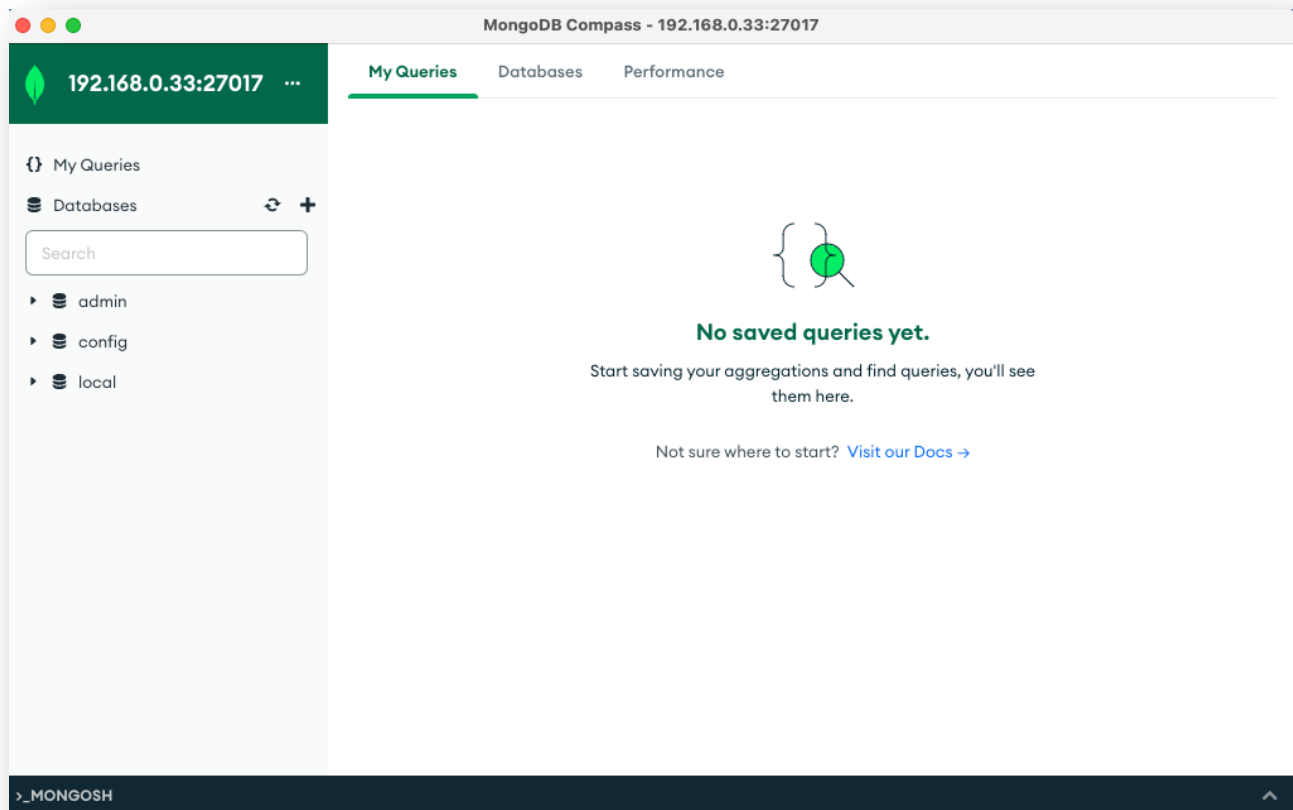 MongoDB Compass - 192.168.0.33:27017
192.168.0.33:27017 ...
My Queries
Databases
Search
admin
config
local
My Queries Databases Performance
No saved queries yet.
Start saving your aggregations and find queries, you'll see
them here.
Not sure where to start? Visit our Docs →
>_MONGOSH